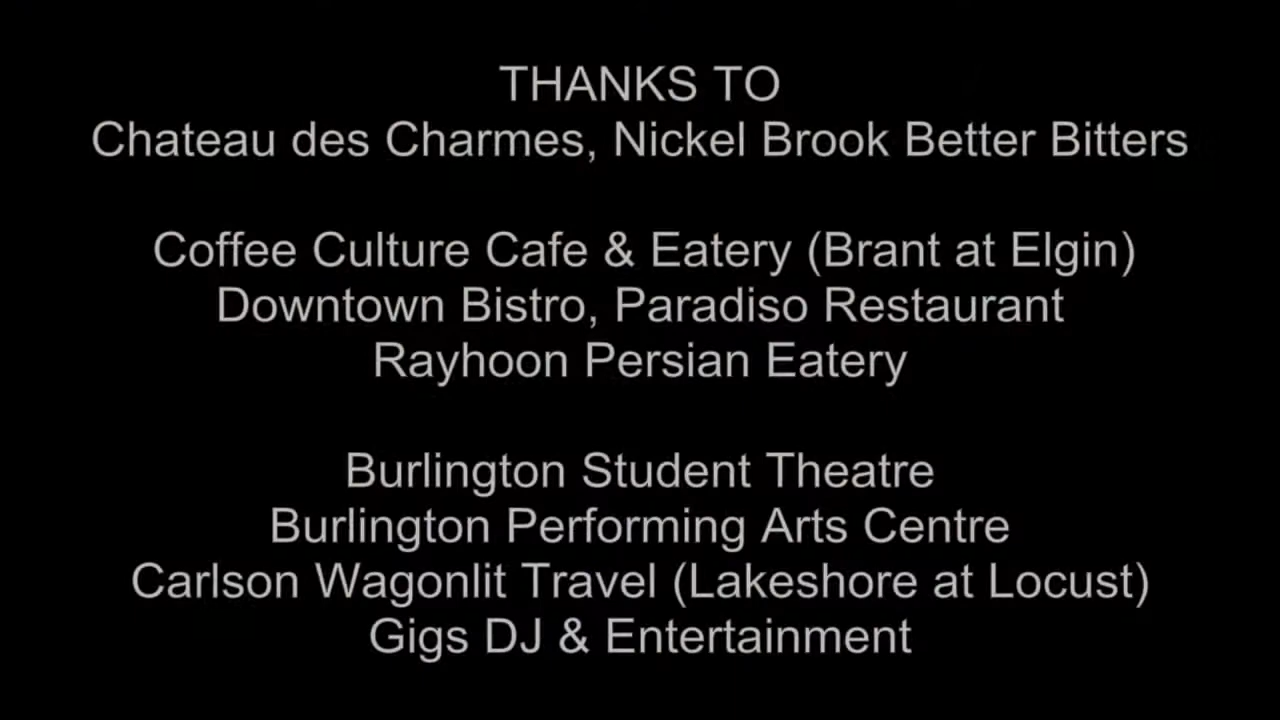 THANKS TO
Chateau des Charmes, Nickel Brook Better Bitters
Coffee Culture Cafe & Eatery (Brant at Elgin)
Downtown Bistro, Paradiso Restaurant
Rayhoon Persian Eatery
Burlington Student Theatre
Burlington Performing Arts Centre
Carlson Wagonlit Travel (Lakeshore at Locust)
Gigs DJ & Entertainment